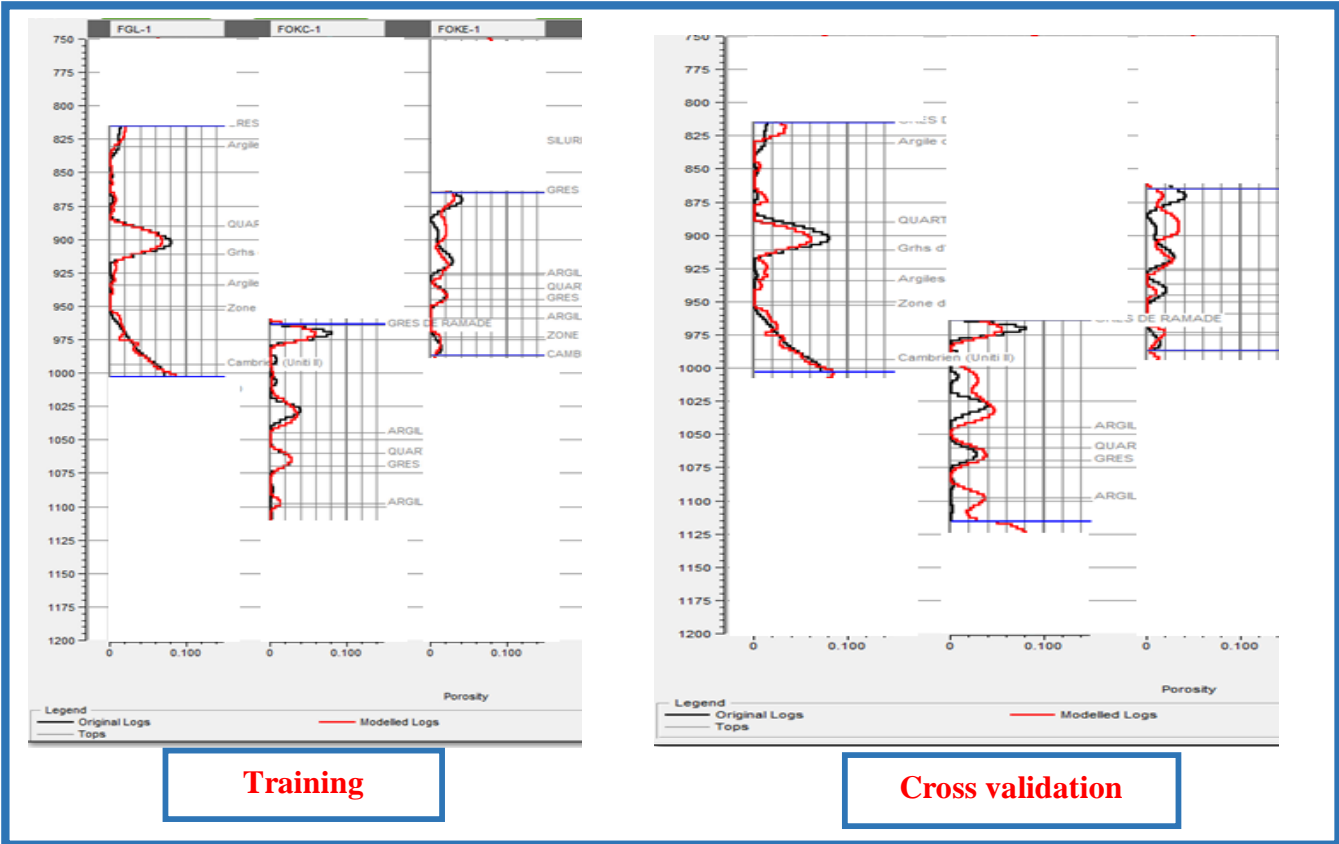 FGL-1
FOKC-1
FOKE-1
750
775
800
825
850
875
900
925
950
975
1000
1025
1050
1075
1100
1125
1150
1175
1200
Argile
QUAR
Grhs
Argile
Zone
Cambrien (Uniti II)
GRES DE RAMADE
ARGIL
QUAR
GRES
ARGIL
SILURI
GRES
ARGIL
QUAR
GRES
ARGIL
ZONE
CAMB
0 0.100
0 0.100
0 0.100
Porosity
Legend
Original Logs
Modelled Logs
Tops
Training
775
800
825
850
875
900
925
950
975
1000
1025
1050
1075
1100
1125
1150
1175
1200
Argile d
QUART
Grhs d'
Argiles
Zone d
Cambrien (Uniti II)
DE RAMADE
ARGIL
QUAR
GRES
ARGIL
0 0.100
0 0.100
0 0.100
Porosity
Legend
Original Logs
Modelled Logs
Tops
Cross validation